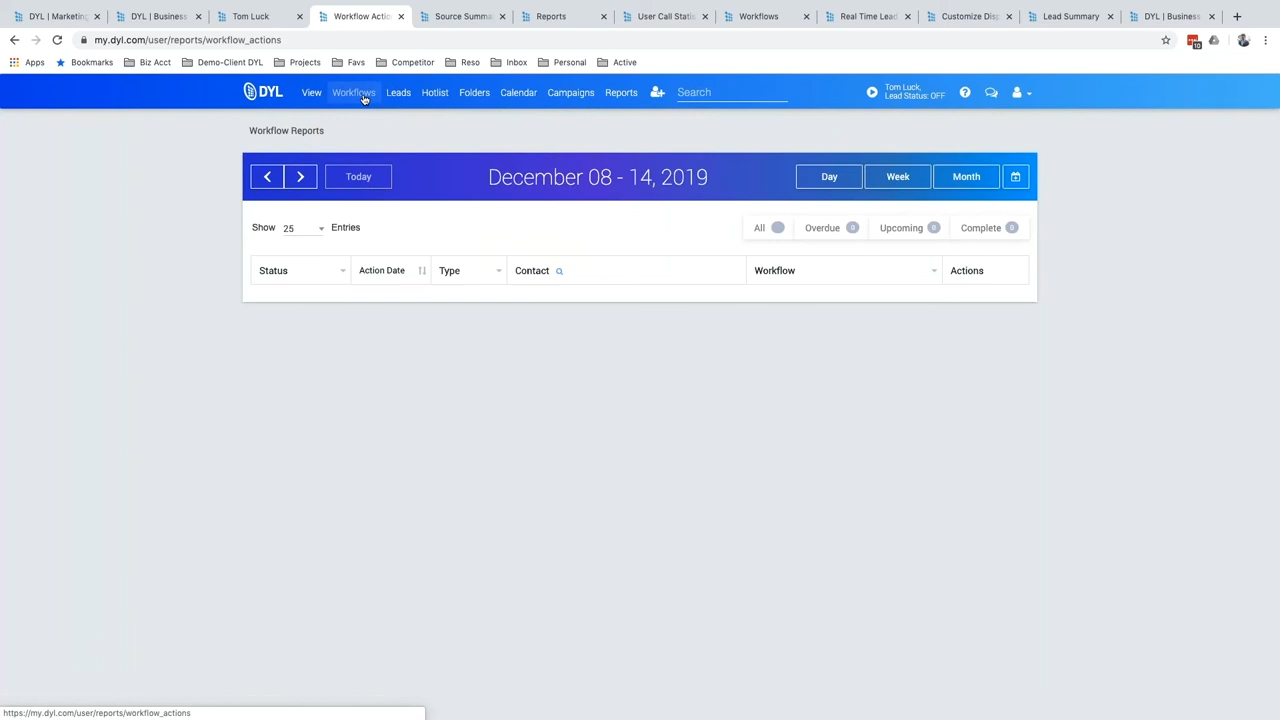 DYL | Marketing
DYL | Business
Tom Luck
Workflow Actio
Source Summa
Reports
User Call Statis
Workflows
Real Time Lead
Customize Disp
Lead Summary
DYL | Business
my.dyl.com/user/reports/workflow_actions
10
Apps
Bookmarks
Biz Acct
Demo-Client DYL
Projects
Favs
Competitor
Reso
Inbox
Personal
Active
DYL
View
Workflows
Leads
Hotlist
Folders
Calendar
Campaigns
Reports
Search
Tom Luck,
Lead Status: OFF
Workflow Reports
Today
December 08 - 14, 2019
Day
Week
Month
Show 25 Entries
All
Overdue 0
Upcoming 0
Complete 0
Status
Action Date
Type
Contact
Workflow
Actions
https://my.dyl.com/user/reports/workflow_actions